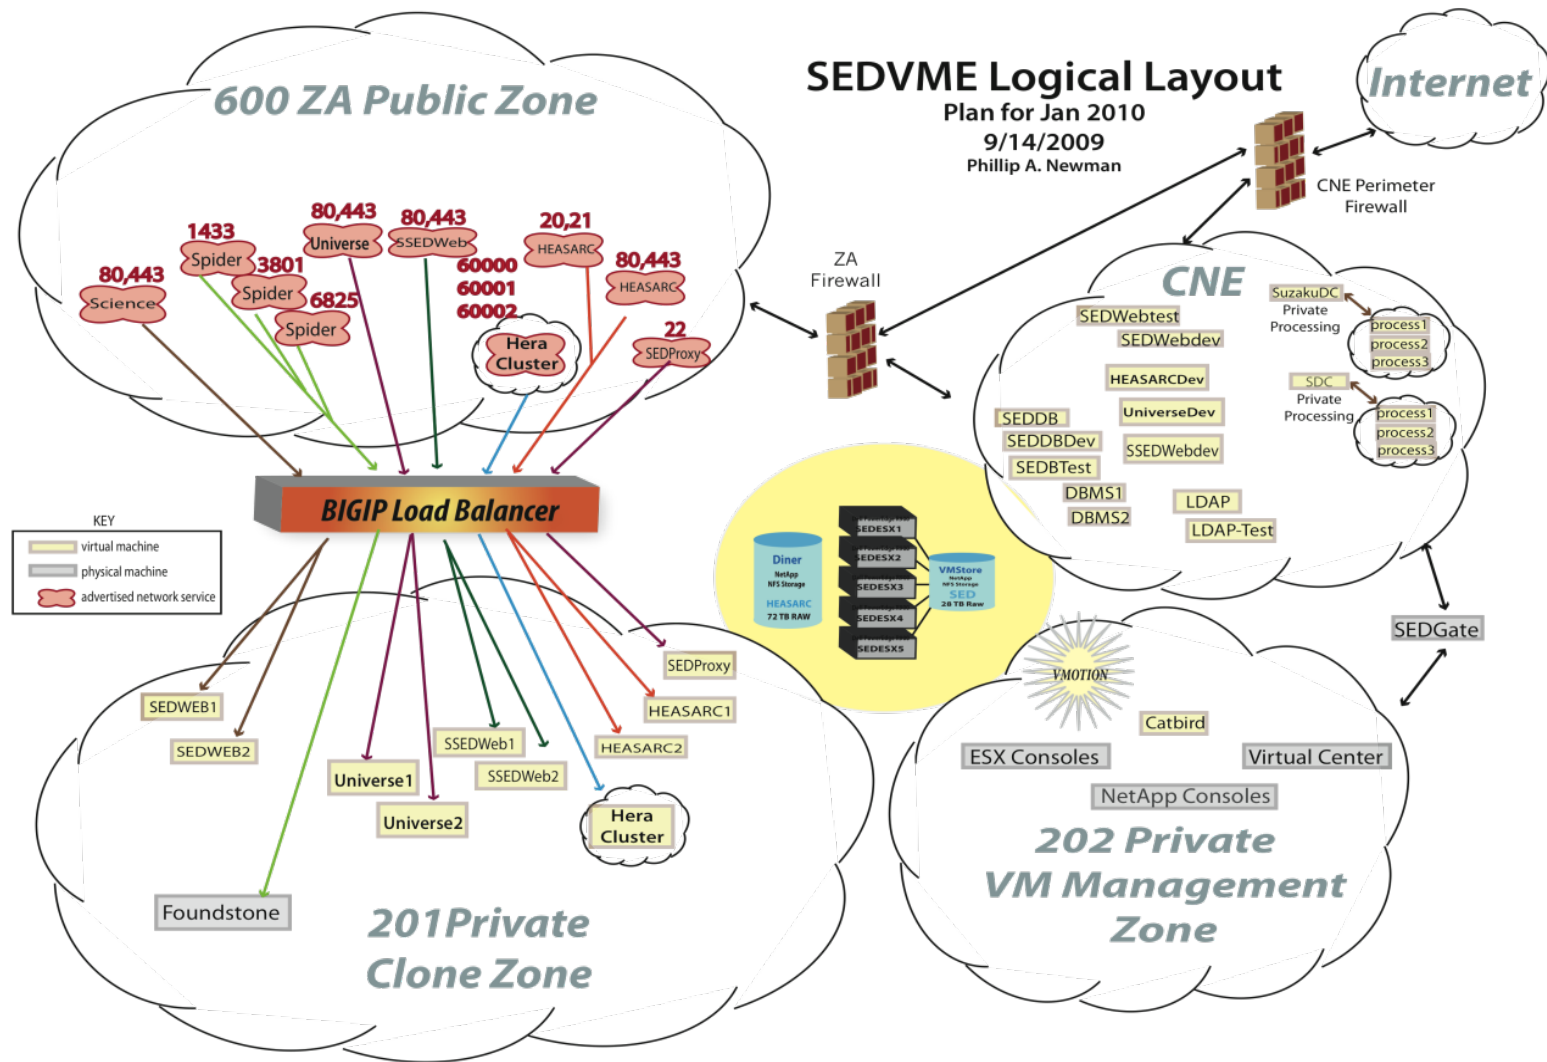 SEDVME Logical Layout
Plan for Jan 2010
9/14/2009
Phillip A. Newman
Internet
CNE Perimeter
Firewall
600 ZA Public Zone
80,443
Science
1433
Spider
3801
Spider
6825
Spider
80,443
Universe
80,443
SSEDWeb
60000
60001
60002
Hera
Cluster
20,21
HEASARC
80,443
HEASARC
22
SEDProxy
ZA
Firewall
CNE
SEDWebtest
SEDWebdev
HEASARCDev
UniverseDev
SSEDWebdev
SEDDB
SEDDBDev
SEDBTest
DBMS1
DBMS2
LDAP
LDAP-Test
SuzakuDC
Private
Processing
process1
process2
process3
SDC
Private
Processing
process1
process2
process3
BIGIP Load Balancer
KEY
virtual machine
physical machine
advertised network service
Diner
NetApp
NFS Storage
HEASARC
72 TB RAW
SEDESX1
SEDESX2
SEDESX3
SEDESX4
SEDESX5
VMStore
NetApp
NFS Storage
SED
28 TB Raw
SEDGate
SEDWEB1
SEDWEB2
Universe1
Universe2
SSEDWeb1
SSEDWeb2
SEDProxy
HEASARC1
HEASARC2
Hera
Cluster
Foundstone
201Private
Clone Zone
VMOTION
Catbird
ESX Consoles
Virtual Center
NetApp Consoles
202 Private
VM Management
Zone